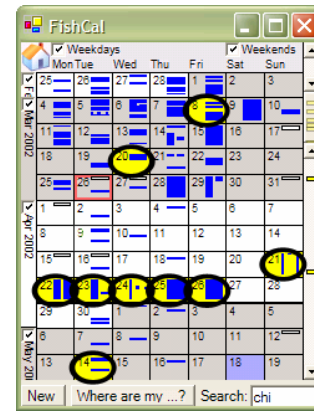 FishCal
Weekdays Weekends
Mon Tue Wed Thu Fri Sat Sun
25 26 27 28 1 2 3
Mar 2002
4 5 6 7 8 9 10
11 12 13 14 15 16 17
18 19 20 21 22 23 24
25 26 27 28 29 30 31
Apr 2002
1 2 3 4 5 6 7
8 9 10 11 12 13 14
15 16 17 18 19 20 21
22 23 24 25 26 27 28
29 30 1 2 3 4 5
May 20
6 7 8 9 10 11 12
13 14 15 16 17 18 19
New Where are my ...? Search: chi